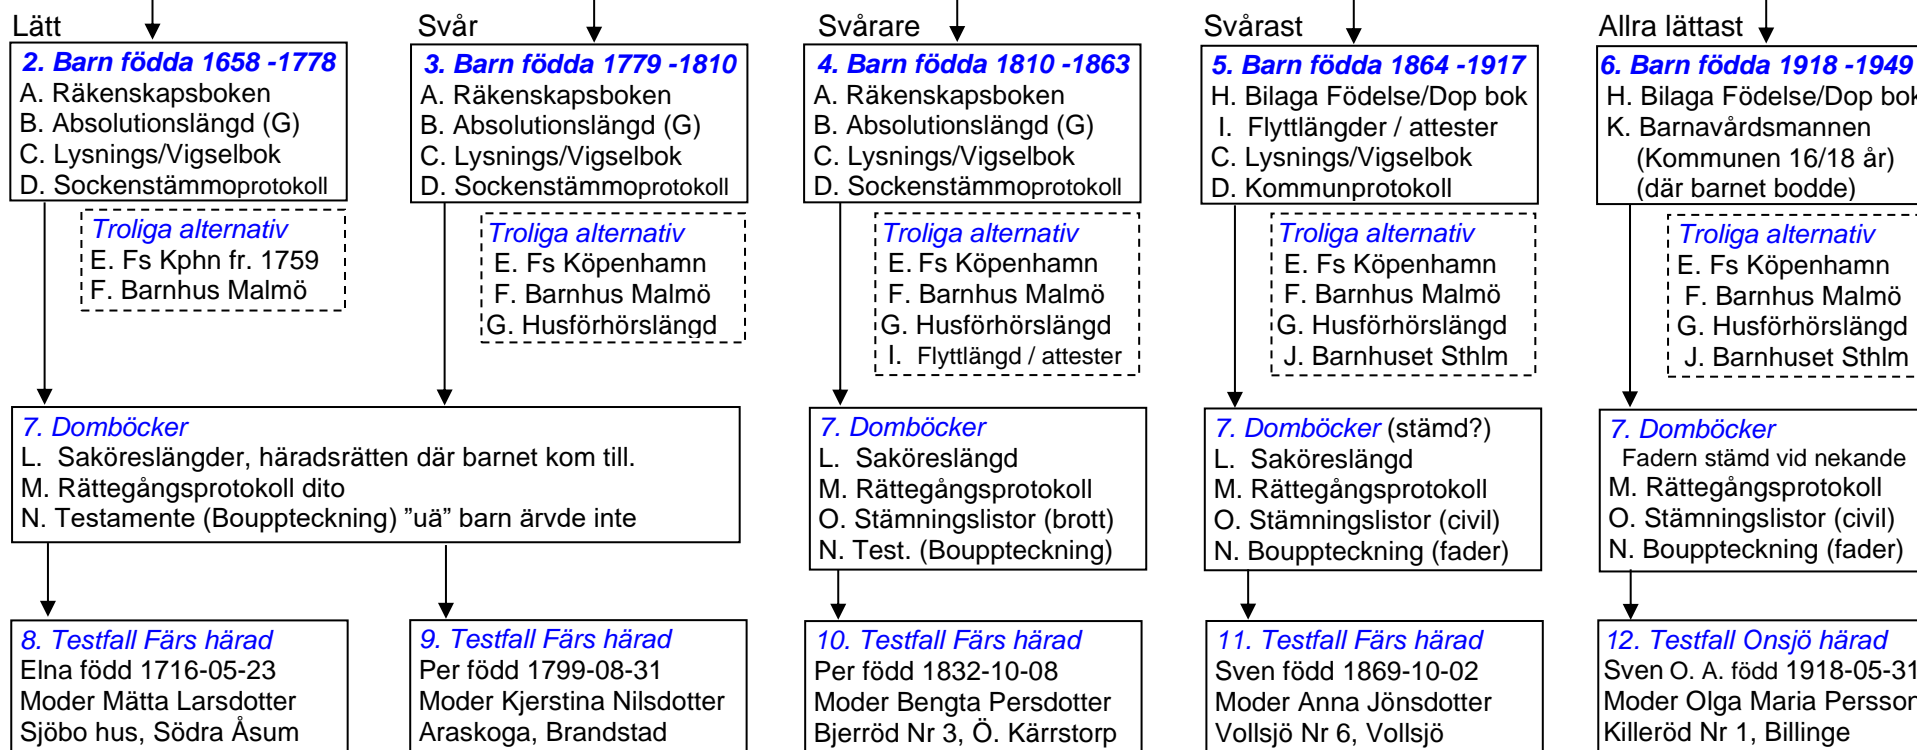 Lätt
2. Barn födda 1658 -1778
A. Räkenskapsboken
B. Absolutionslängd (G)
C. Lysnings/Vigselbok
D. Sockenstämmoprotokoll
Troliga alternativ
E. Fs Kphn fr. 1759
F. Barnhus Malmö
Svår
3. Barn födda 1779 -1810
A. Räkenskapsboken
B. Absolutionslängd (G)
C. Lysnings/Vigselbok
D. Sockenstämmoprotokoll
Troliga alternativ
E. Fs Köpenhamn
F. Barnhus Malmö
G. Husförhörslängd
Svårare
4. Barn födda 1810 -1863
A. Räkenskapsboken
B. Absolutionslängd (G)
C. Lysnings/Vigselbok
D. Sockenstämmoprotokoll
Troliga alternativ
E. Fs Köpenhamn
F. Barnhus Malmö
G. Husförhörslängd
I. Flyttlängd / attester
Svårast
5. Barn födda 1864 -1917
H. Bilaga Födelse/Dop bok
I. Flyttlängder / attester
C. Lysnings/Vigselbok
D. Kommunprotokoll
Troliga alternativ
E. Fs Köpenhamn
F. Barnhus Malmö
G. Husförhörslängd
J. Barnhuset Sthlm
Allra lättast
6. Barn födda 1918 -1949
H. Bilaga Födelse/Dop bok
K. Barnavårdsmannen
(Kommunen 16/18 år)
(där barnet bodde)
Troliga alternativ
E. Fs Köpenhamn
F. Barnhus Malmö
G. Husförhörslängd
J. Barnhuset Sthlm
7. Domböcker
L. Saköreslängder, häradsrätten där barnet kom till.
M. Rättegångsprotokoll dito
N. Testamente (Bouppteckning) ”uä” barn ärvde inte
7. Domböcker
L. Saköreslängd
M. Rättegångsprotokoll
O. Stämningslistor (brott)
N. Test. (Bouppteckning)
7. Domböcker (stämd?)
L. Saköreslängd
M. Rättegångsprotokoll
O. Stämningslistor (civil)
N. Bouppteckning (fader)
7. Domböcker
Fadern stämd vid nekande
M. Rättegångsprotokoll
O. Stämningslistor (civil)
N. Bouppteckning (fader)
8. Testfall Färs härad
Elna född 1716-05-23
Moder Mätta Larsdotter
Sjöbo hus, Södra Åsum
9. Testfall Färs härad
Per född 1799-08-31
Moder Kjerstina Nilsdotter
Araskoga, Brandstad
10. Testfall Färs härad
Per född 1832-10-08
Moder Bengta Persdotter
Bjerröd Nr 3, Ö. Kärrstorp
11. Testfall Färs härad
Sven född 1869-10-02
Moder Anna Jönsdotter
Vollsjö Nr 6, Vollsjö
12. Testfall Onsjö härad
Sven O. A. född 1918-05-31
Moder Olga Maria Persson
Killeröd Nr 1, Billinge